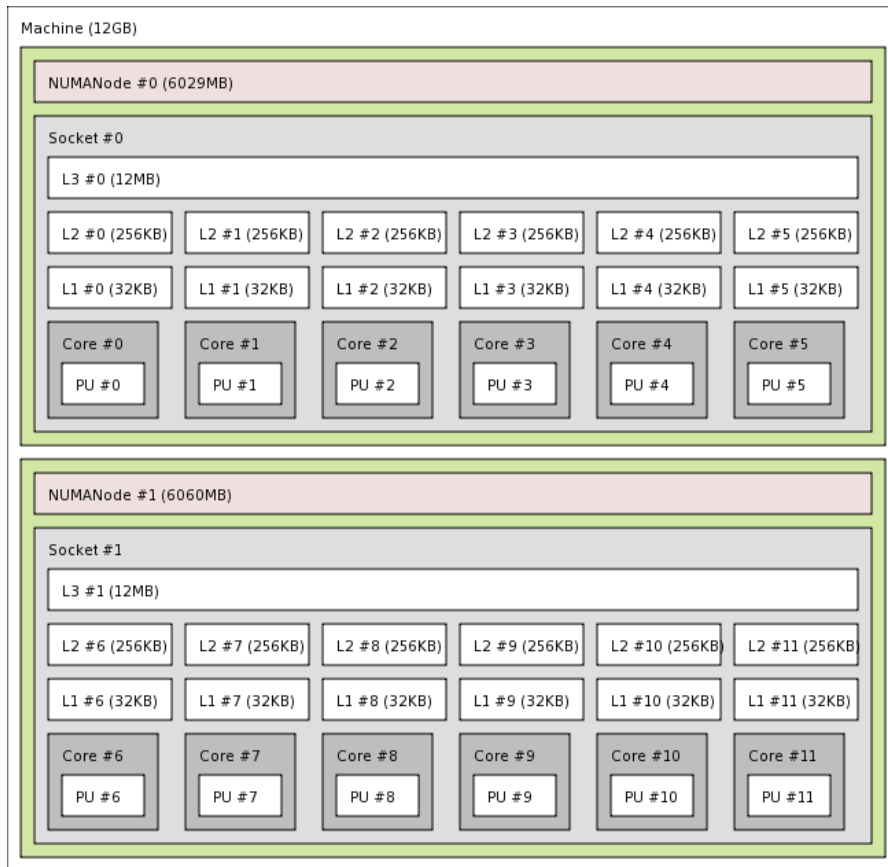 Machine (12GB)
NUMANode #0 (6029MB)
Socket #0
L3 #0 (12MB)
L2 #0 (256KB) L2 #1 (256KB) L2 #2 (256KB) L2 #3 (256KB) L2 #4 (256KB) L2 #5 (256KB)
L1 #0 (32KB) L1 #1 (32KB) L1 #2 (32KB) L1 #3 (32KB) L1 #4 (32KB) L1 #5 (32KB)
Core #0 Core #1 Core #2 Core #3 Core #4 Core #5
PU #0 PU #1 PU #2 PU #3 PU #4 PU #5
NUMANode #1 (6060MB)
Socket #1
L3 #1 (12MB)
L2 #6 (256KB) L2 #7 (256KB) L2 #8 (256KB) L2 #9 (256KB) L2 #10 (256KB) L2 #11 (256KB)
L1 #6 (32KB) L1 #7 (32KB) L1 #8 (32KB) L1 #9 (32KB) L1 #10 (32KB) L1 #11 (32KB)
Core #6 Core #7 Core #8 Core #9 Core #10 Core #11
PU #6 PU #7 PU #8 PU #9 PU #10 PU #11